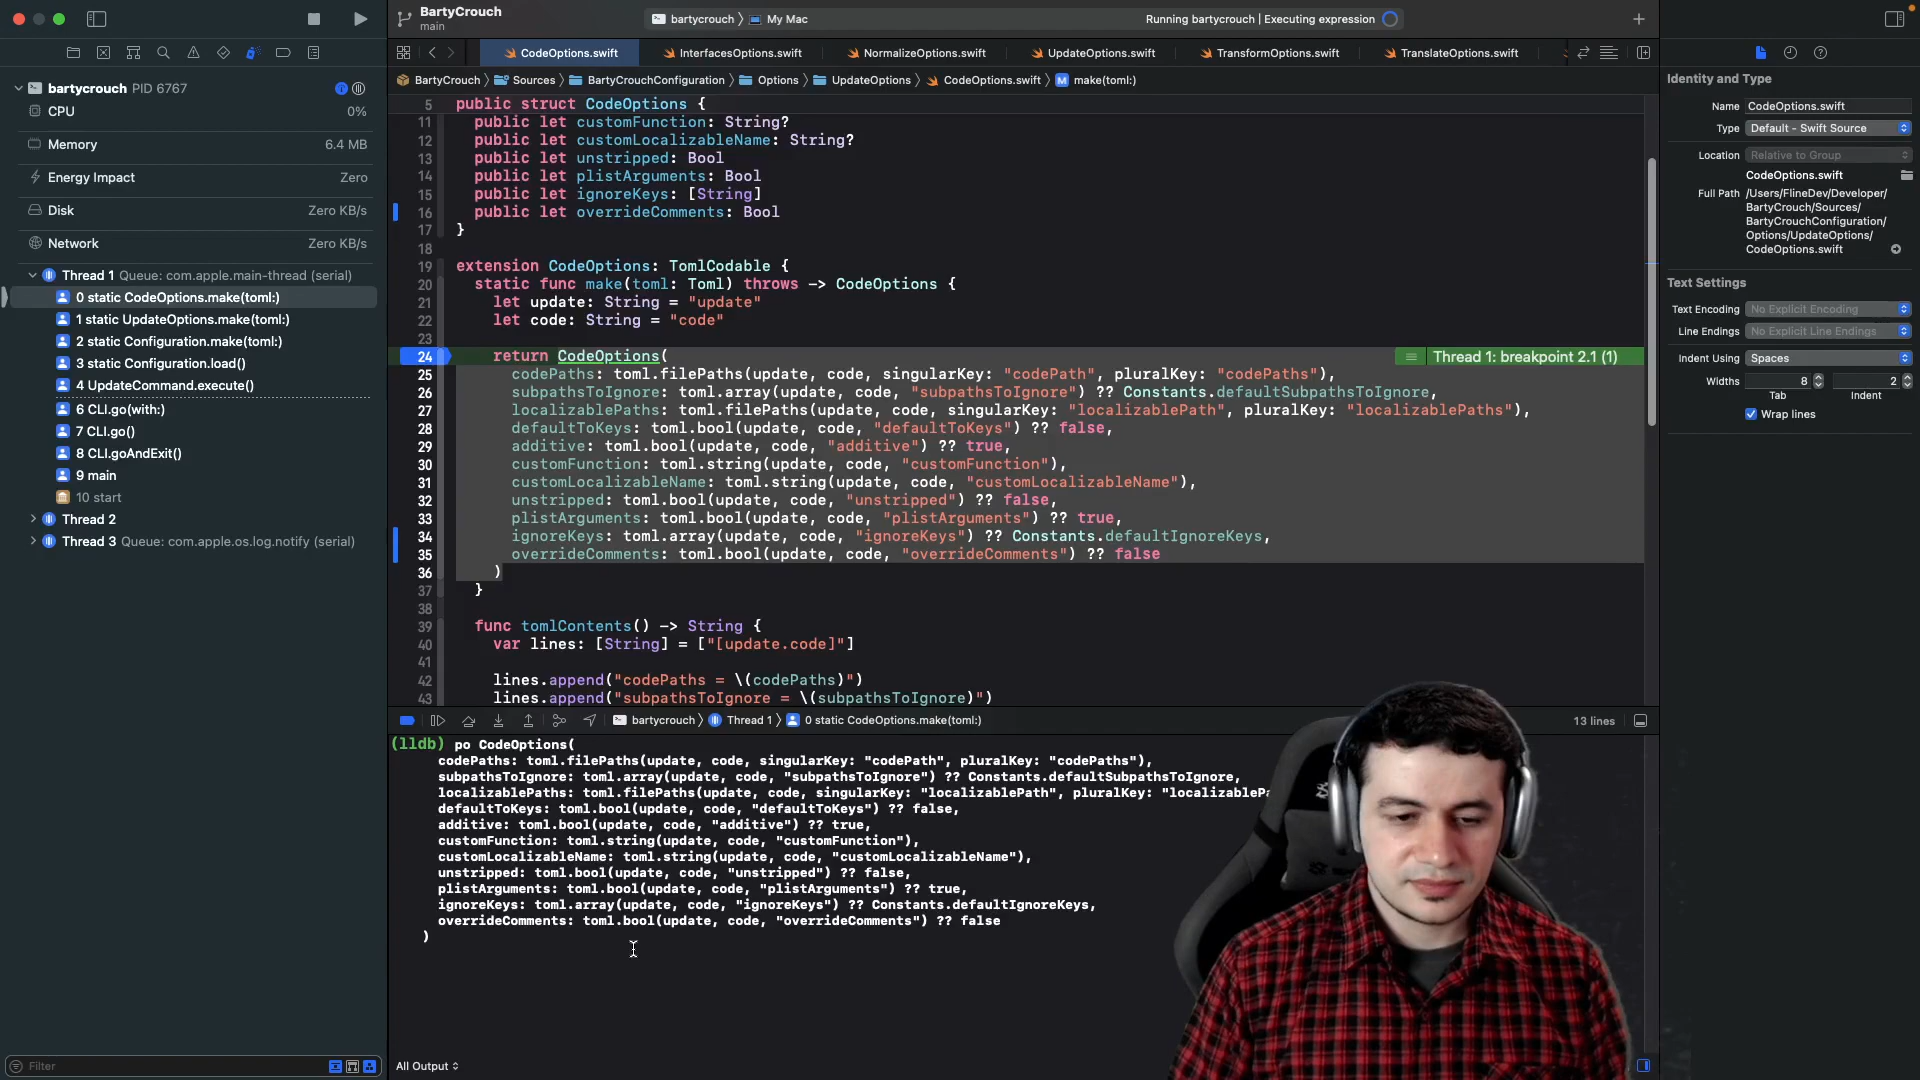 BartyCrouch
main
bartycrouch
My Mac
Running bartycrouch | Executing expression
CodeOptions.swift
InterfacesOptions.swift
NormalizeOptions.swift
UpdateOptions.swift
TransformOptions.swift
TranslateOptions.swift
BartyCrouch
Sources
BartyCrouchConfiguration
Options
UpdateOptions
CodeOptions.swift
M make(toml:)
bartycrouch PID 6767
CPU 0%
Memory 6.4 MB
Energy Impact Zero
Disk Zero KB/s
Network Zero KB/s
Thread 1 Queue: com.apple.main-thread (serial)
0 static CodeOptions.make(toml:)
1 static UpdateOptions.make(toml:)
2 static Configuration.make(toml:)
3 static Configuration.load()
4 UpdateCommand.execute()
6 CLI.go(with:)
7 CLI.go()
8 CLI.goAndExit()
9 main
10 start
Thread 2
Thread 3 Queue: com.apple.os.log.notify (serial)
Filter
5 public struct CodeOptions {
11 public let customFunction: String?
12 public let customLocalizableName: String?
13 public let unstripped: Bool
14 public let plistArguments: Bool
15 public let ignoreKeys: [String]
16 public let overrideComments: Bool
17 }
18
19 extension CodeOptions: TomlCodable {
20 static func make(toml: Toml) throws -> CodeOptions {
21 let update: String = "update"
22 let code: String = "code"
23
24 return CodeOptions(
Thread 1: breakpoint 2.1 (1)
25 codePaths: toml.filePaths(update, code, singularKey: "codePath", pluralKey: "codePaths"),
26 subpathsToIgnore: toml.array(update, code, "subpathsToIgnore") ?? Constants.defaultSubpathsToIgnore,
27 localizablePaths: toml.filePaths(update, code, singularKey: "localizablePath", pluralKey: "localizablePaths"),
28 defaultToKeys: toml.bool(update, code, "defaultToKeys") ?? false,
29 additive: toml.bool(update, code, "additive") ?? true,
30 customFunction: toml.string(update, code, "customFunction"),
31 customLocalizableName: toml.string(update, code, "customLocalizableName"),
32 unstripped: toml.bool(update, code, "unstripped") ?? false,
33 plistArguments: toml.bool(update, code, "plistArguments") ?? true,
34 ignoreKeys: toml.array(update, code, "ignoreKeys") ?? Constants.defaultIgnoreKeys,
35 overrideComments: toml.bool(update, code, "overrideComments") ?? false
36 )
37 }
38
39 func tomlContents() -> String {
40 var lines: [String] = ["[update.code]"]
41
42 lines.append("codePaths = \(codePaths)")
43 lines.append("subpathsToIgnore = \(subpathsToIgnore)")
bartycrouch
Thread 1
0 static CodeOptions.make(toml:)
13 lines
(lldb) po CodeOptions(
codePaths: toml.filePaths(update, code, singularKey: "codePath", pluralKey: "codePaths"),
subpathsToIgnore: toml.array(update, code, "subpathsToIgnore") ?? Constants.defaultSubpathsToIgnore,
localizablePaths: toml.filePaths(update, code, singularKey: "localizablePath", pluralKey:
defaultToKeys: toml.bool(update, code, "defaultToKeys") ?? false,
additive: toml.bool(update, code, "additive") ?? true,
customFunction: toml.string(update, code, "customFunction"),
customLocalizableName: toml.string(update, code, "customLocalizableName"),
unstripped: toml.bool(update, code, "unstripped") ?? false,
plistArguments: toml.bool(update, code, "plistArguments") ?? true,
ignoreKeys: toml.array(update, code, "ignoreKeys") ?? Constants.defaultIgnoreKeys,
overrideComments: toml.bool(update, code, "overrideComments") ?? false
)
All Output
Identity and Type
Name CodeOptions.swift
Type Default - Swift Source
Location Relative to Group
CodeOptions.swift
Full Path /Users/FlineDev/Developer/
BartyCrouch/Sources/
BartyCrouchConfiguration/
Options/UpdateOptions/
CodeOptions.swift
Text Settings
Text Encoding No Explicit Encoding
Line Endings No Explicit Line Endings
Indent Using Spaces
Widths 8 2
Tab Indent
Wrap lines